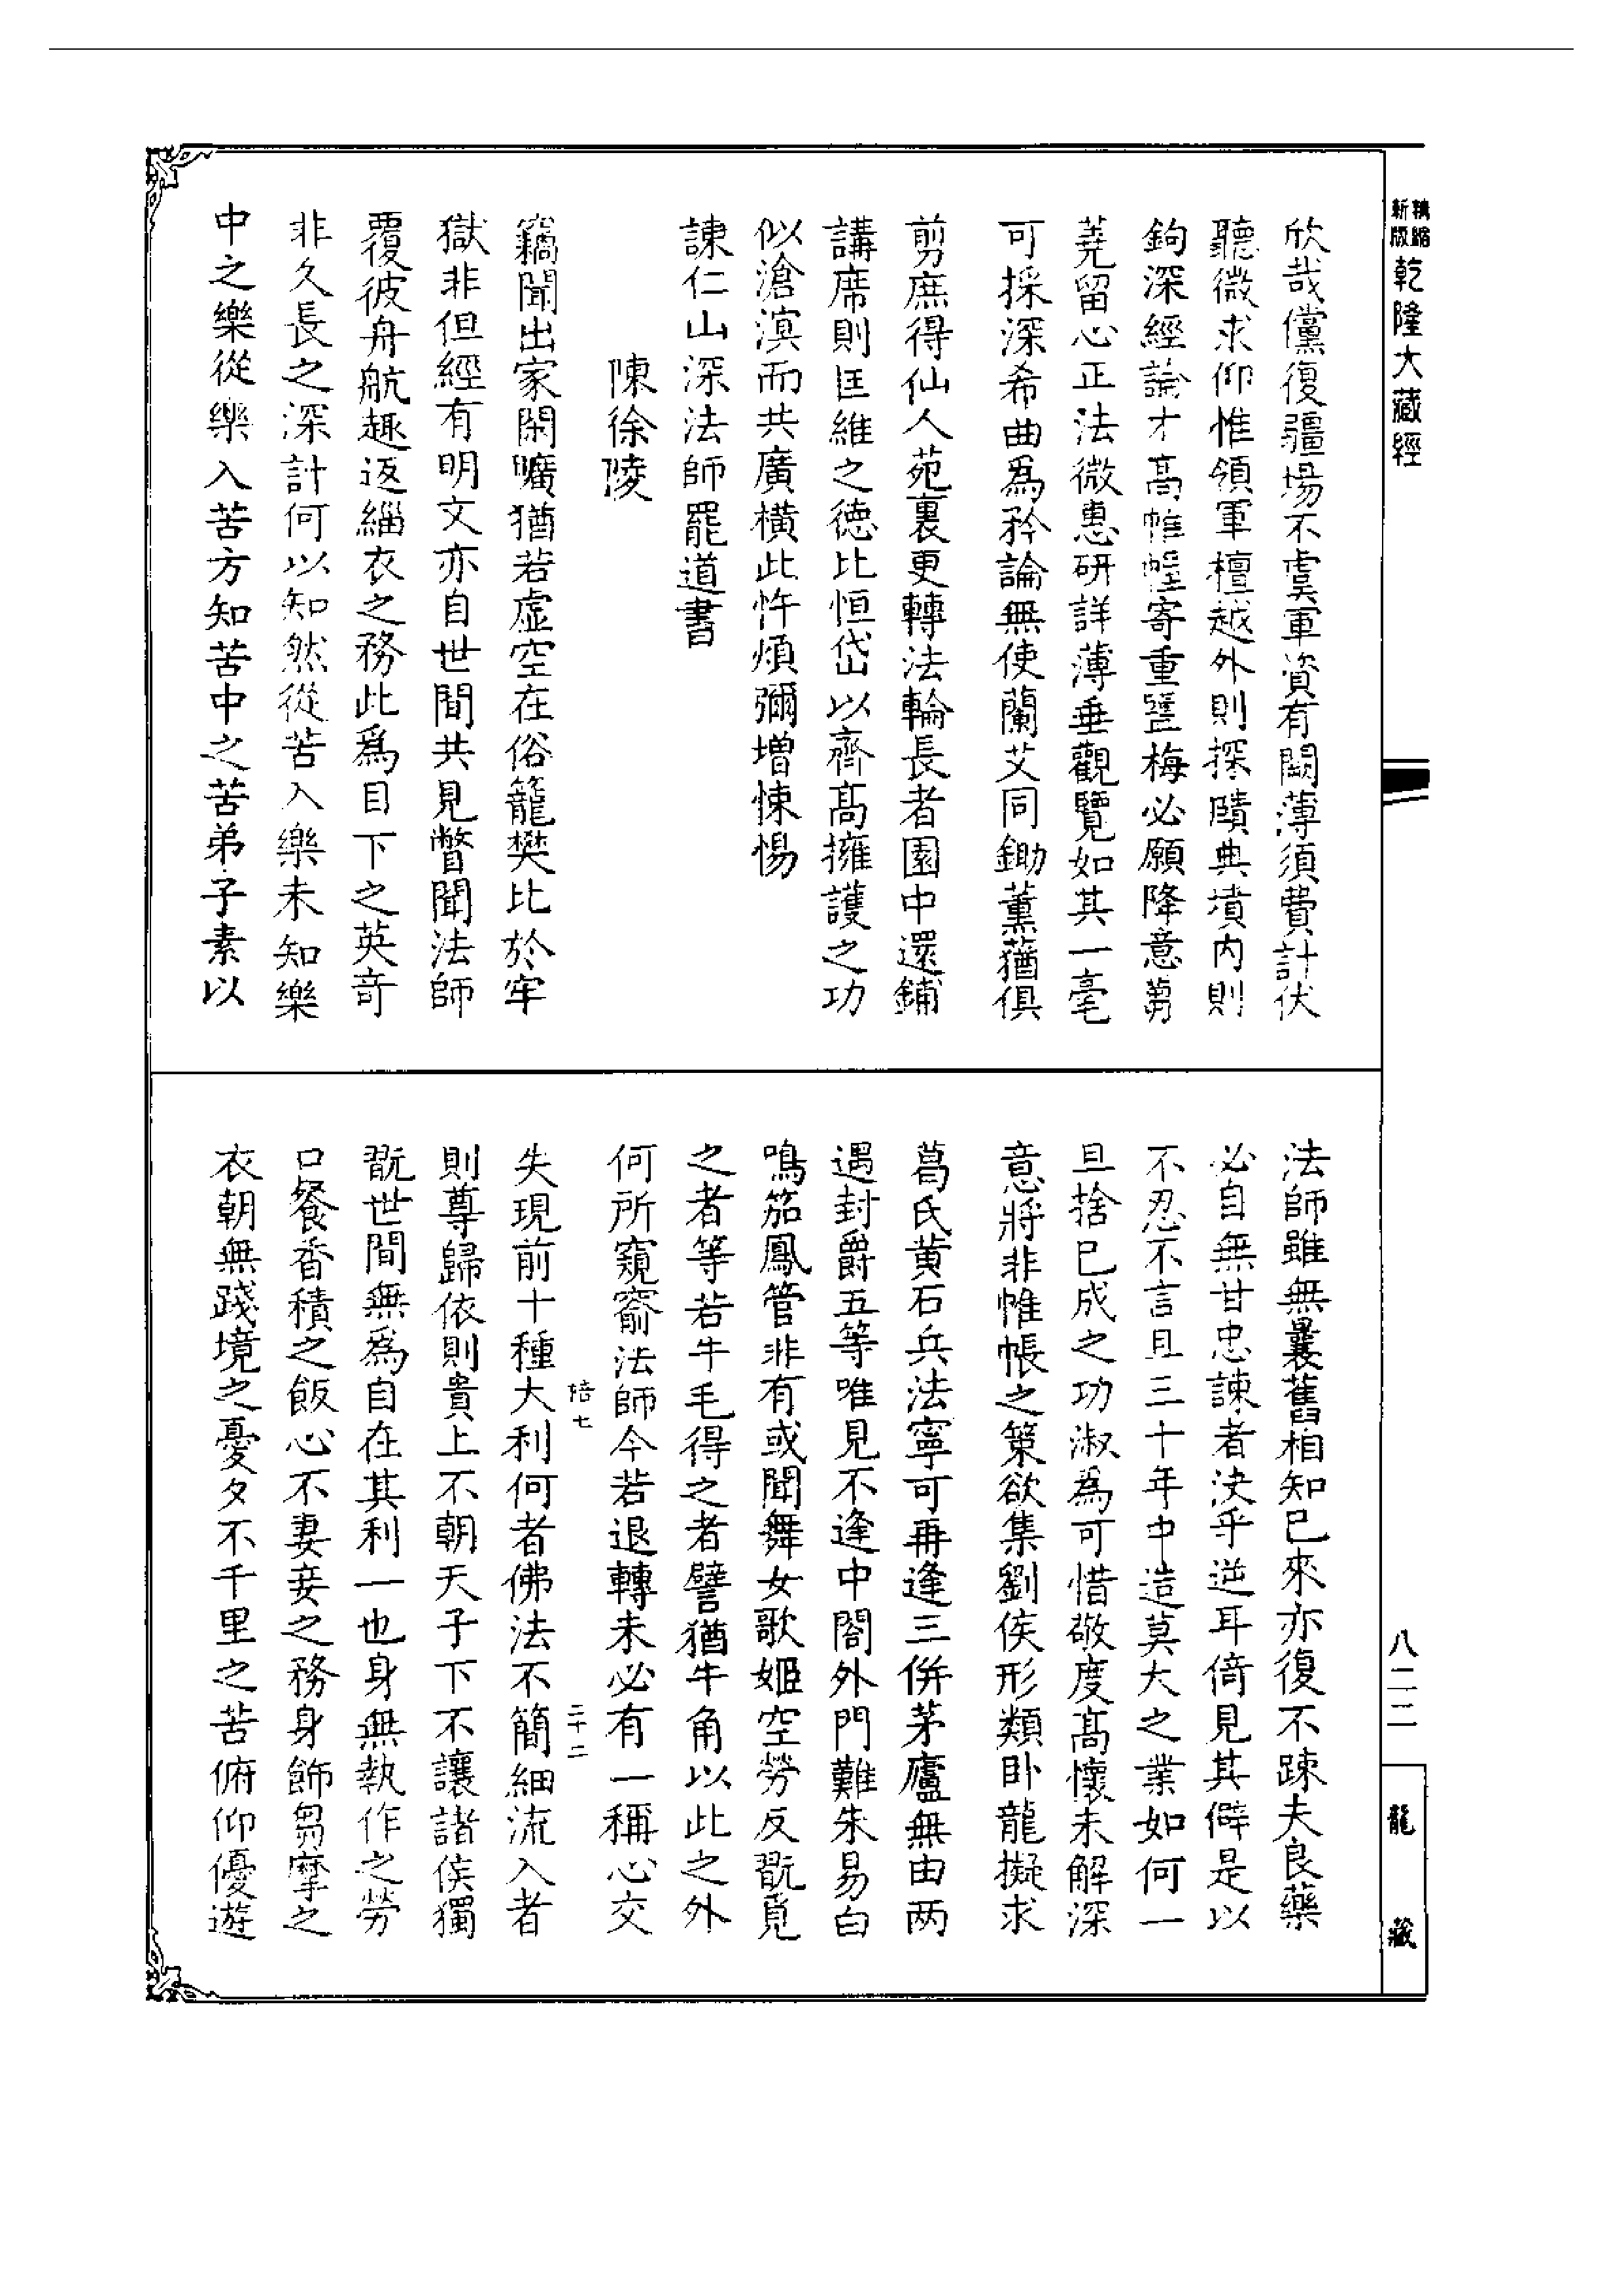 新版
精縮
乾隆大藏經
欣哉儻復疆場不虞軍資有闕薄須費計伏
聽微求仰惟領軍檀越外則探賾典墳內則
鉤深經論才高帷幄寄重鹽梅必願降意蒭
蕘留心正法微惠研詳薄垂觀覽如其一毫
可採深希曲爲矜論無使蘭艾同鋤薰蕕俱
剪庶得仙人苑裏更轉法輪長者園中還鋪
講席則匡維之德比恒岱以齊高擁護之功
似滄溟而共廣橫此忤煩彌增悚惕
諫仁山深法師罷道書
陳徐陵
竊聞出家閑曠猶若虛空在俗籠樊比於牢
獄非但經有明文亦自世間共見瞥聞法師
覆彼舟航趣返緇衣之務此爲目下之英奇
非久長之深計何以知然從苦入樂未知樂
中之樂從樂入苦方知苦中之苦弟子素以
法師雖無曩舊相知已來亦復不踈夫良藥
必自無甘忠諫者決乎逆耳倚見其僻是以
不忍不言且三十年中造莫大之業如何一
旦捨已成之功淑爲可惜敬度高懷未解深
意將非帷帳之策欲集劉侯形類卧龍擬求
葛氏黄石兵法寧可再逢三併茅廬無由两
遇封爵五等唯見不逢中閤外門難朱易白
鳴笳鳳管非有或聞舞女歌姬空勞反翫覓
之者等若牛毛得之者譬猶牛角以此之外
何所窺窬法師今若退轉未必有一稱心交
失現前十種大利何者佛法不簡細流入者
則尊歸依則貴上不朝天子下不讓諸侯獨
翫世間無爲自在其利一也身無執作之勞
口餐香積之飯心不妻妾之務身飾芻摩之
衣朝無踐境之憂夕不千里之苦俯仰優遊
培七
二十二
八二二
龍
藏